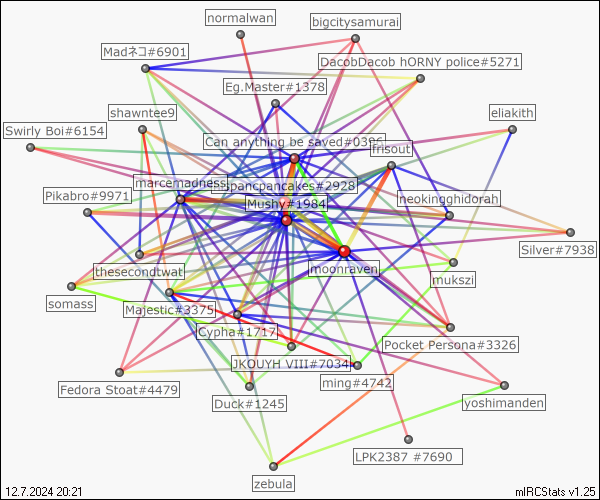 normalwan
bigcitysamurai
Madネコ#6901
DacobDacob hORNY police#5271
Eg.Master#1378
shawntee9
eliakith
Swirly Boi#6154
Can anything be saved#0395
frisout
marcemadness
pancpancakes#2928
Pikabro#9971
Mushy#1984
neokingghidorah
Silver#7938
thesecondtwat
moonraven
mukszi
somass
Majestic#3375
Cypha#1717
Pocket Persona#3326
JKOUYH VIII#7034
ming#4742
Fedora Stoat#4479
Duck#1245
yoshimanden
LPK2387 #7690
zebula
12.7.2024 20:21
mIRCStats v1.25